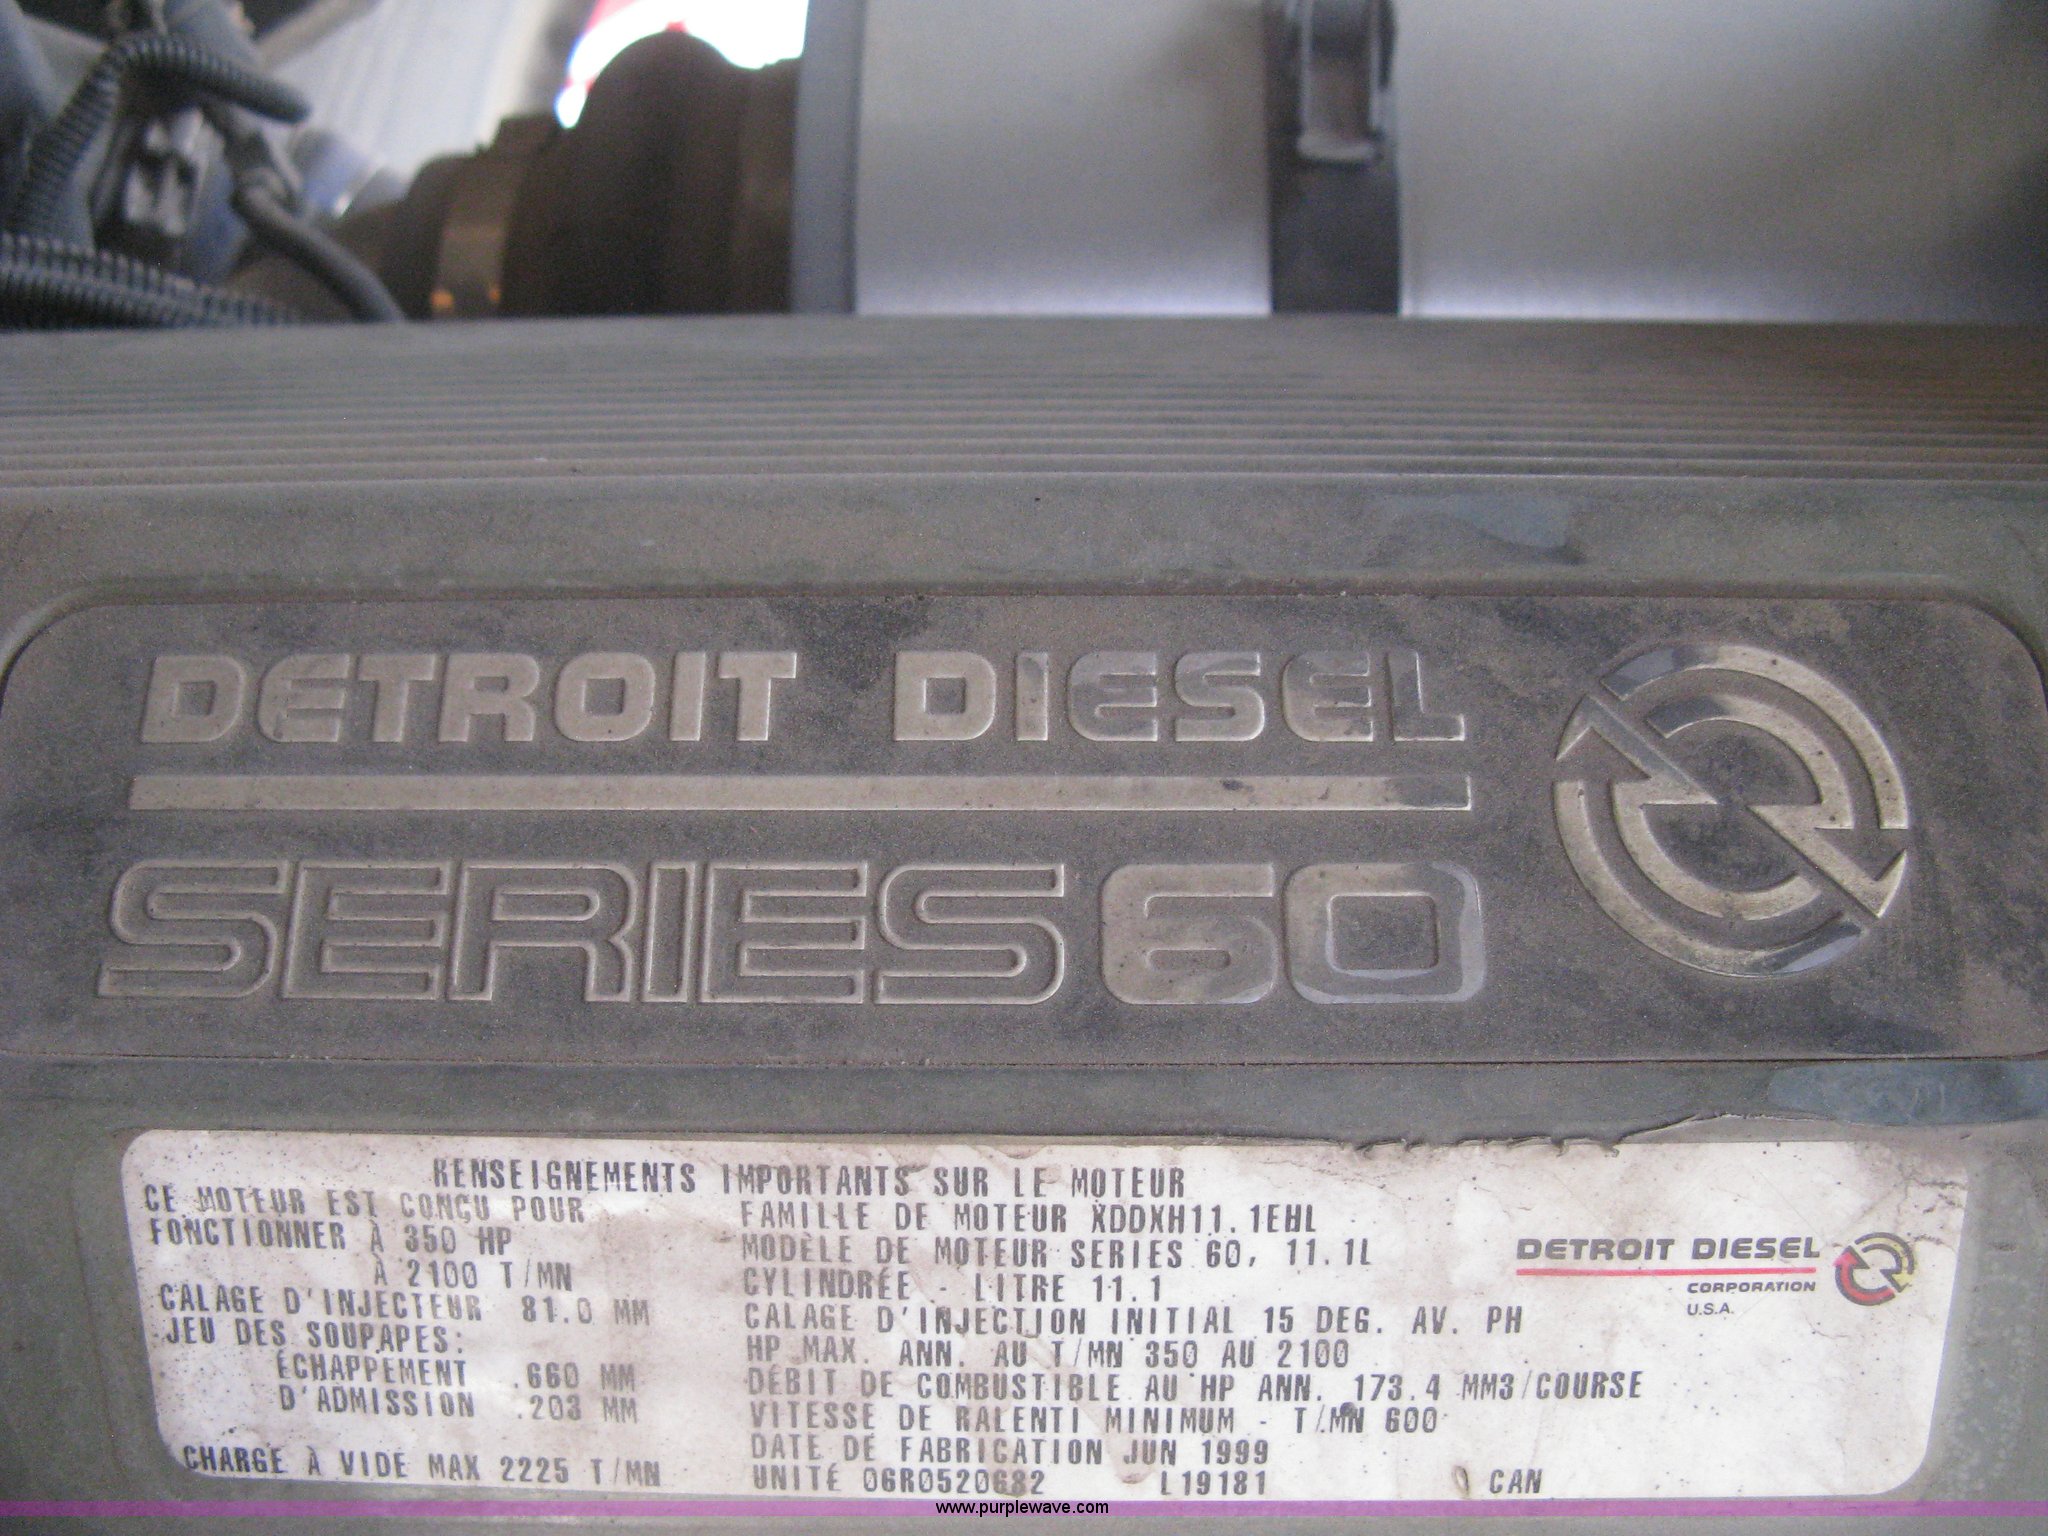 DETROIT DIESEL
SERIES 60
RENSEIGNEMENTS IMPORTANTS SUR LE MOTEUR
CE MOTEUR EST CONÇU POUR
FONCTIONNER À 350 HP
À 2100 T/MN
CALAGE D'INJECTEUR 81.0 MM
JEU DES SOUPAPES:
ÉCHAPPEMENT .660 MM
D'ADMISSION .203 MM
CHARGE À VIDE MAX 2225 T/MN
FAMILLE DE MOTEUR XDDXH11.1EHL
MODÈLE DE MOTEUR SERIES 60, 11.1L
CYLINDRÉE - LITRE 11.1
CALAGE D'INJECTION INITIAL 15 DEG. AV. PH
HP MAX. ANN. AU T/MN 350 AU 2100
DÉBIT DE COMBUSTIBLE AU HP ANN. 173.4 MM3/COURSE
VITESSE DE RALENTI MINIMUM - T/MN 600
DATE DE FABRICATION JUN 1999
UNITÉ 06R0520682 L19181 CAN
DETROIT DIESEL
CORPORATION
U.S.A.
www.purplewave.com